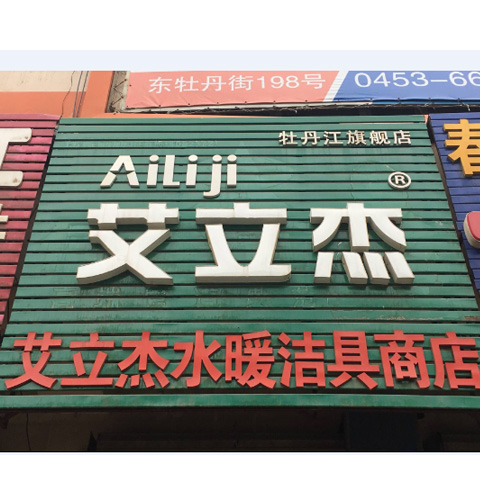 东牡丹街198号
0453-66
牡丹江旗舰店
AiLiji
®
艾立杰
艾立杰水暖洁具商店
春